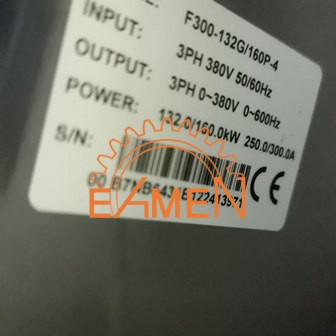 F300-132G/160P-4
INPUT: 3PH 380V 50/60Hz
OUTPUT: 3PH 0~380V 0~600Hz
POWER: 132.0/160.0kW 250.0/300.0A
S/N:
CE
EAMEN